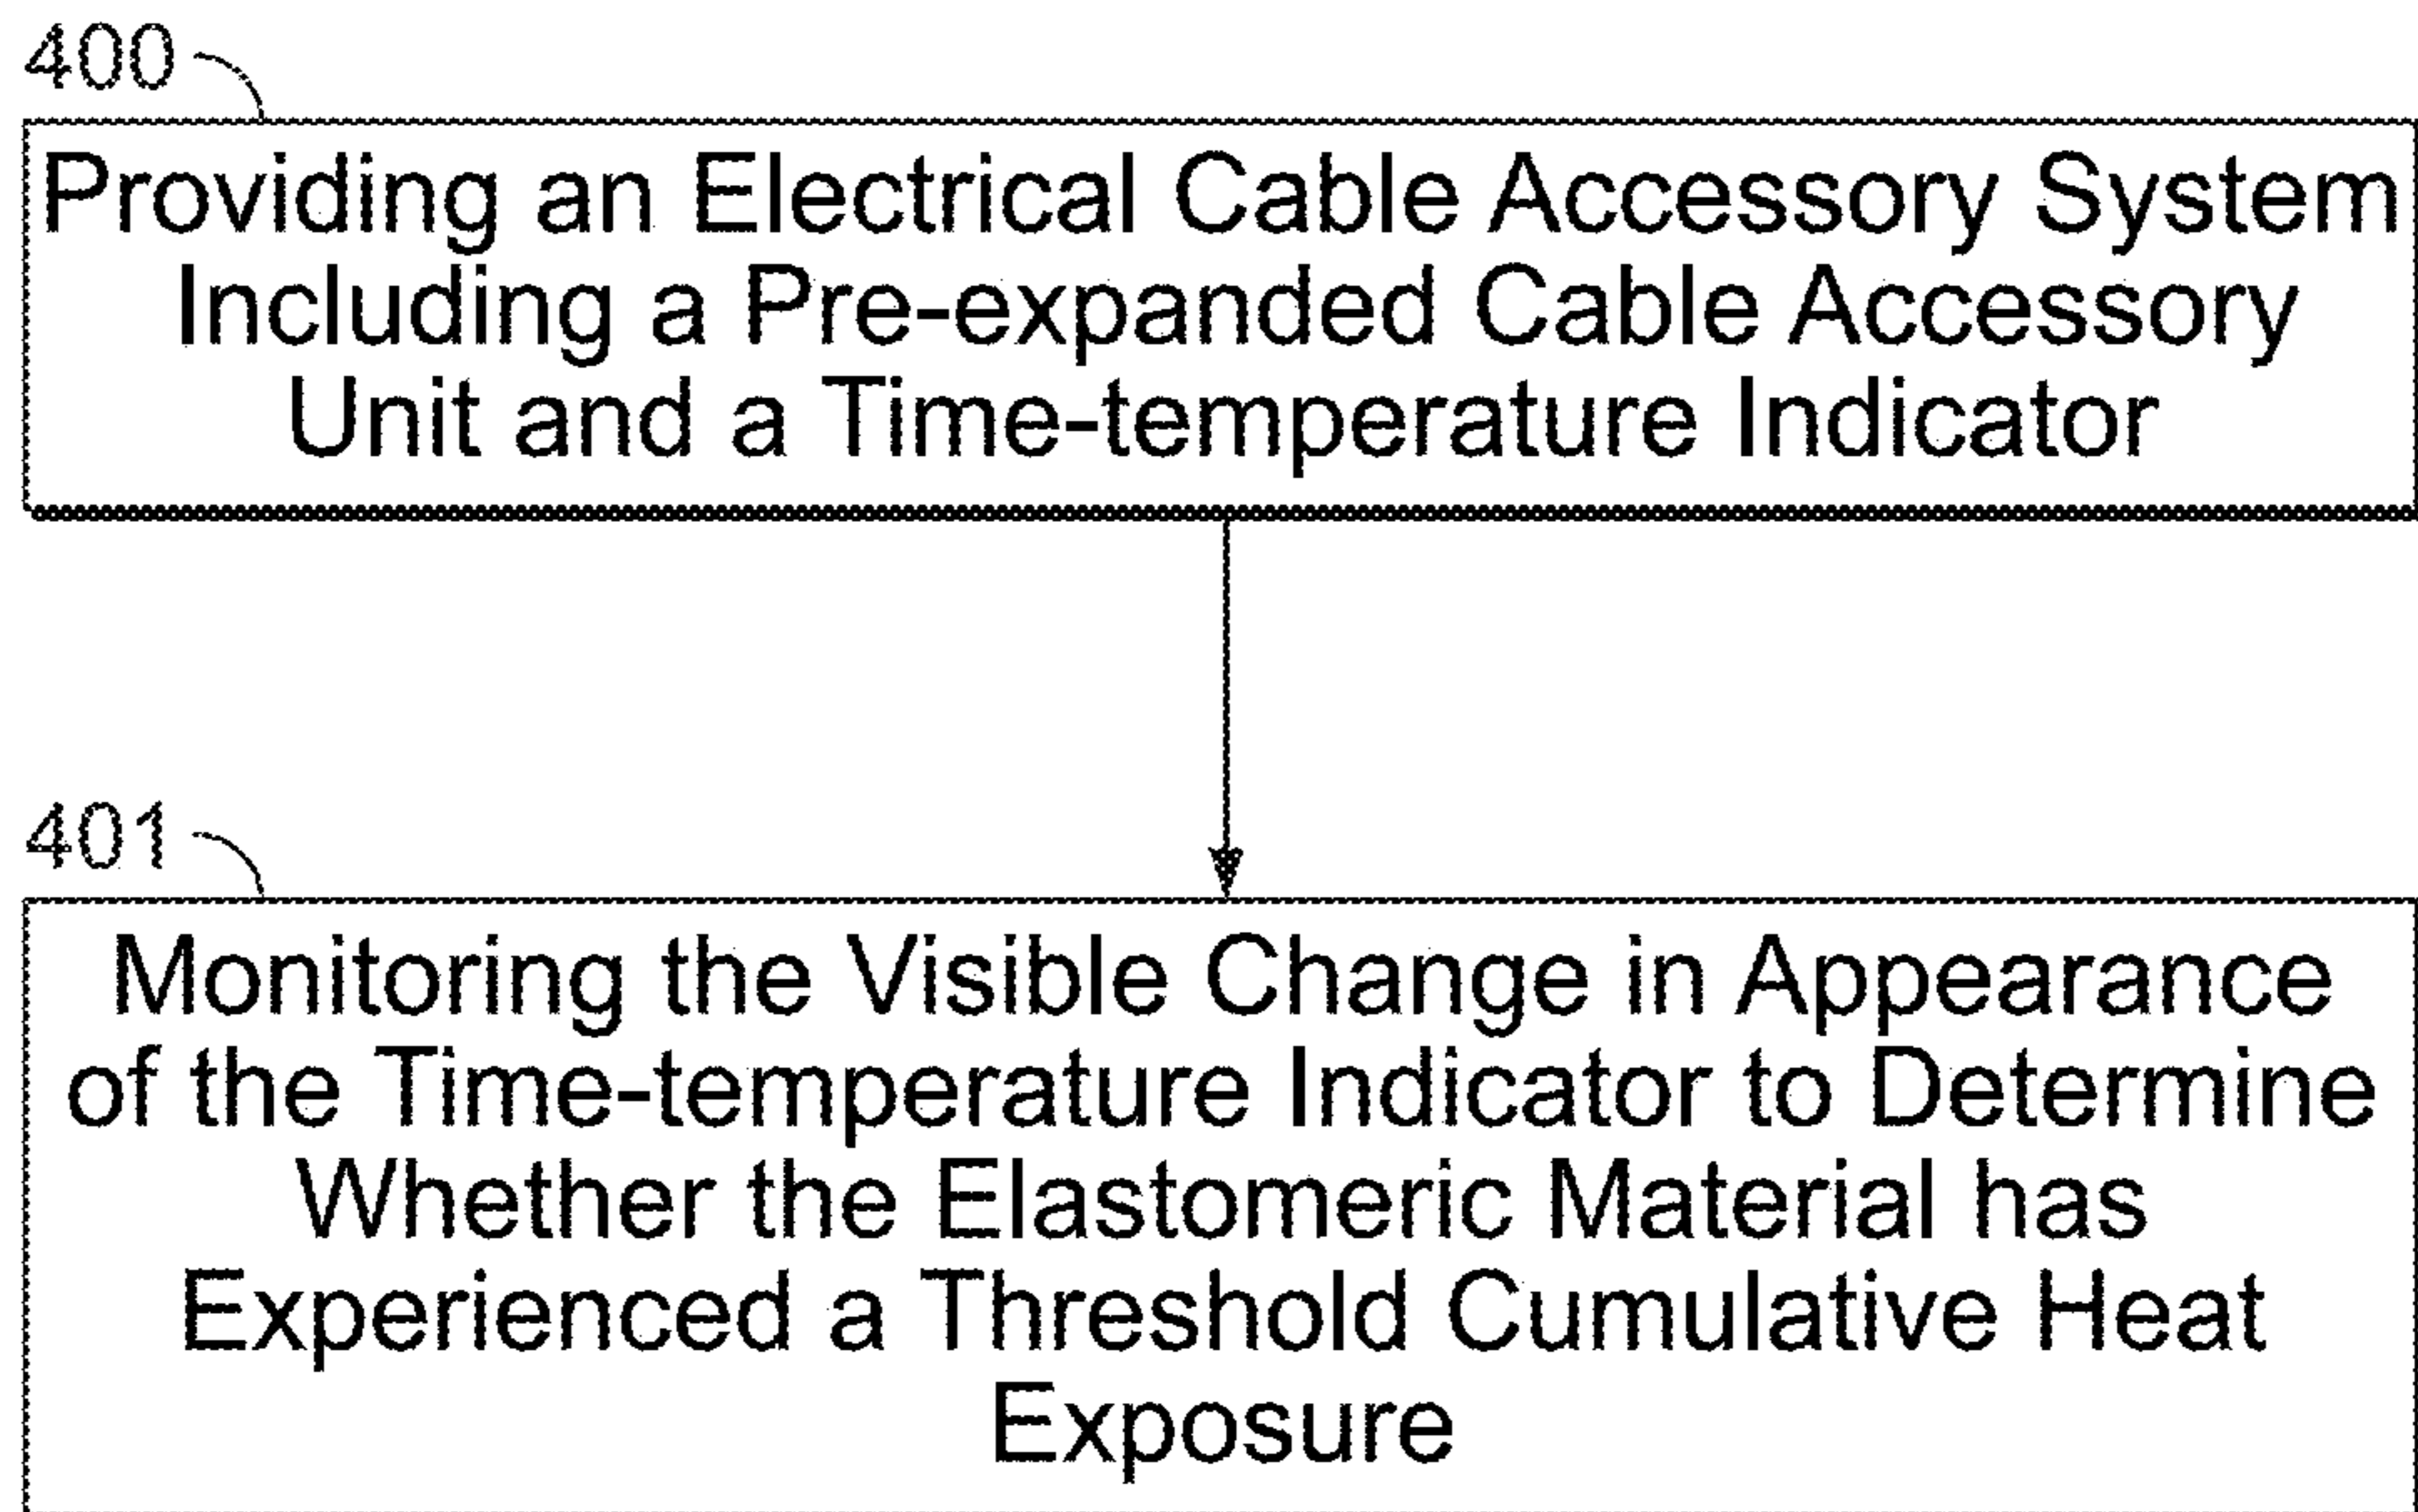 400
Providing an Electrical Cable Accessory System
Including a Pre-expanded Cable Accessory
Unit and a Time-temperature Indicator
401
Monitoring the Visible Change in Appearance
of the Time-temperature Indicator to Determine
Whether the Elastomeric Material has
Experienced a Threshold Cumulative Heat
Exposure